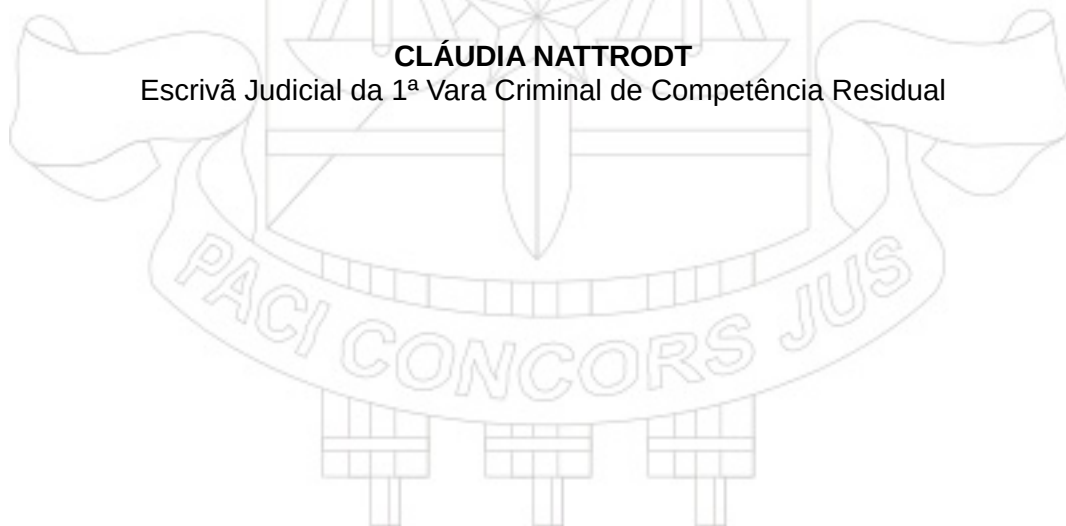 CLÁUDIA NATTRODT
Escrivã Judicial da 1ª Vara Criminal de Competência Residual
PACI CONCORS JUS